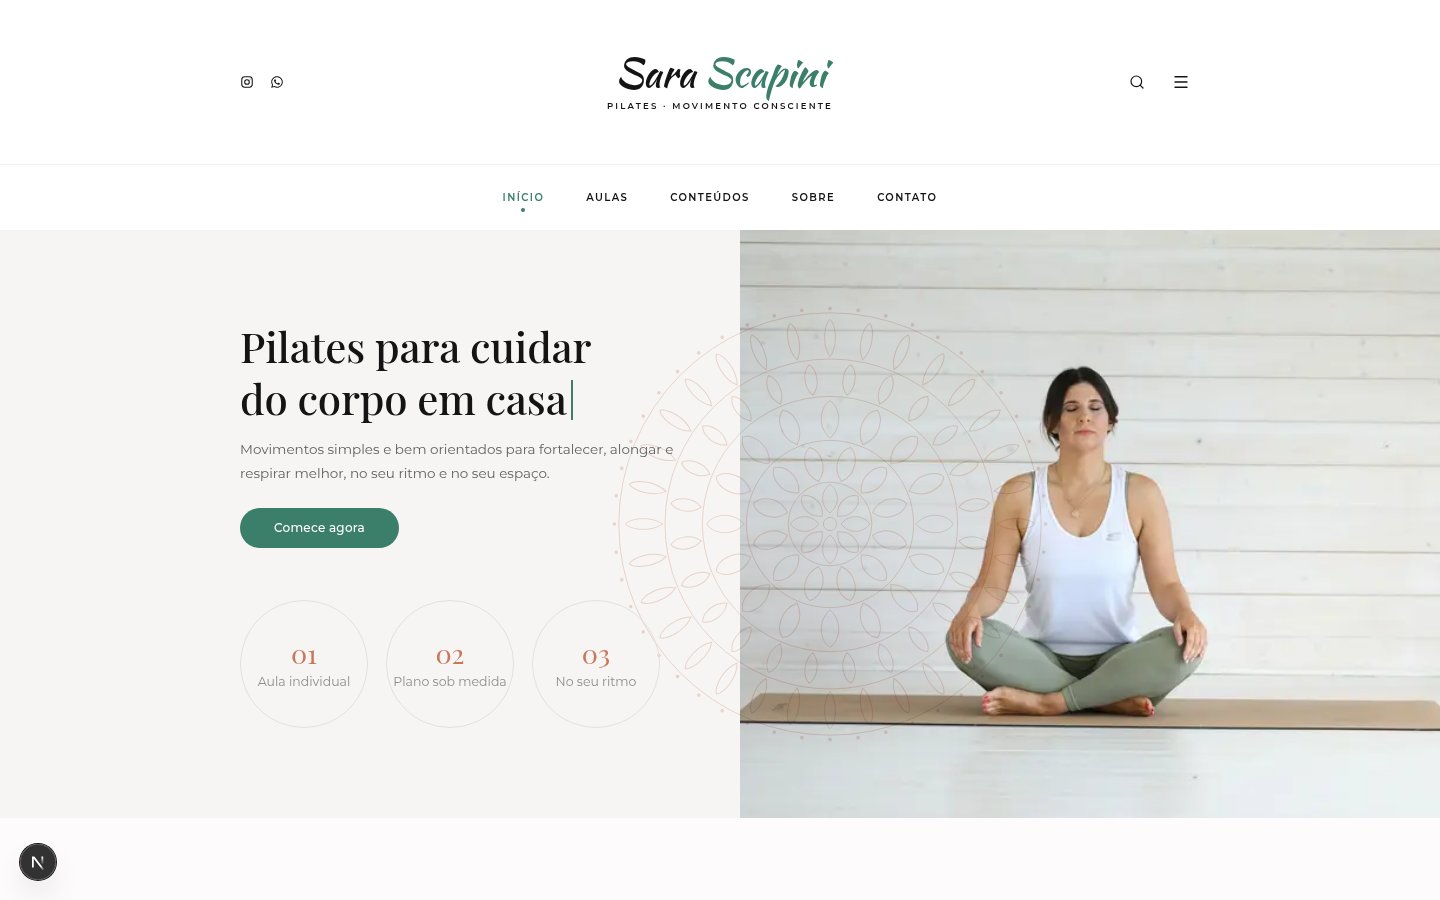 Sara Scapini
PILATES · MOVIMENTO CONSCIENTE
INÍCIO
AULAS
CONTEÚDOS
SOBRE
CONTATO
Pilates para cuidar
do corpo em casa
Movimentos simples e bem orientados para fortalecer, alongar e
respirar melhor, no seu ritmo e no seu espaço.
Comece agora
01
Aula individual
02
Plano sob medida
03
No seu ritmo
N